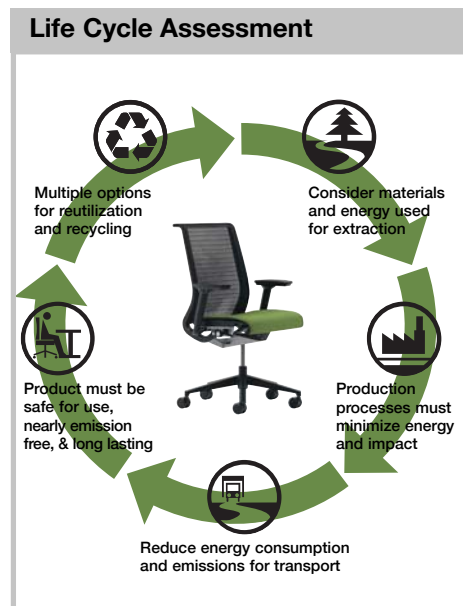 Life Cycle Assessment
Multiple options
for reutilization
and recycling
Consider materials
and energy used
for extraction
Production
processes must
minimize energy
and impact
Reduce energy consumption
and emissions for transport
Product must be
safe for use,
nearly emission
free, & long lasting